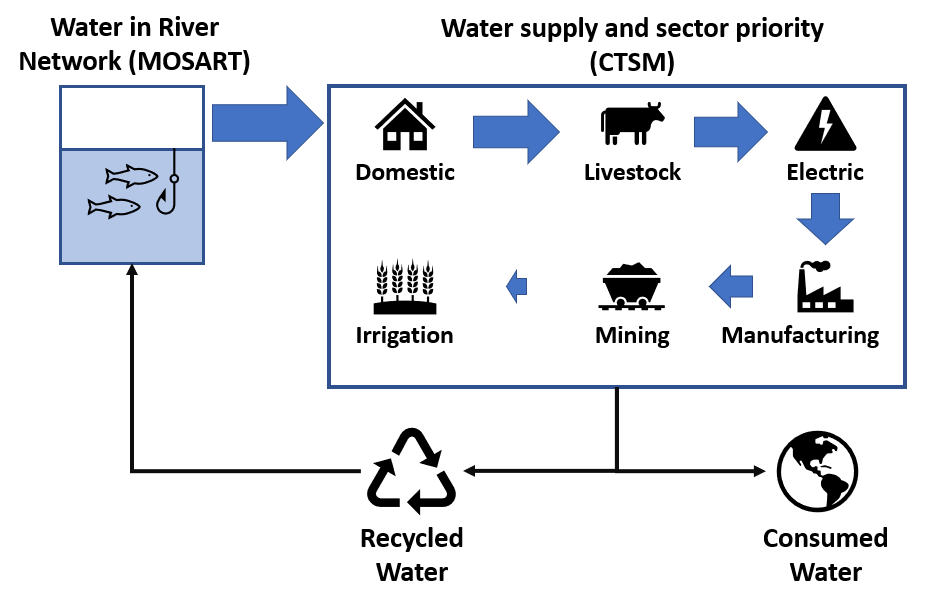 Water in River
Network (MOSART)
Water supply and sector priority
(CTSM)
Domestic
Livestock
Electric
Irrigation
Mining
Manufacturing
Recycled
Water
Consumed
Water